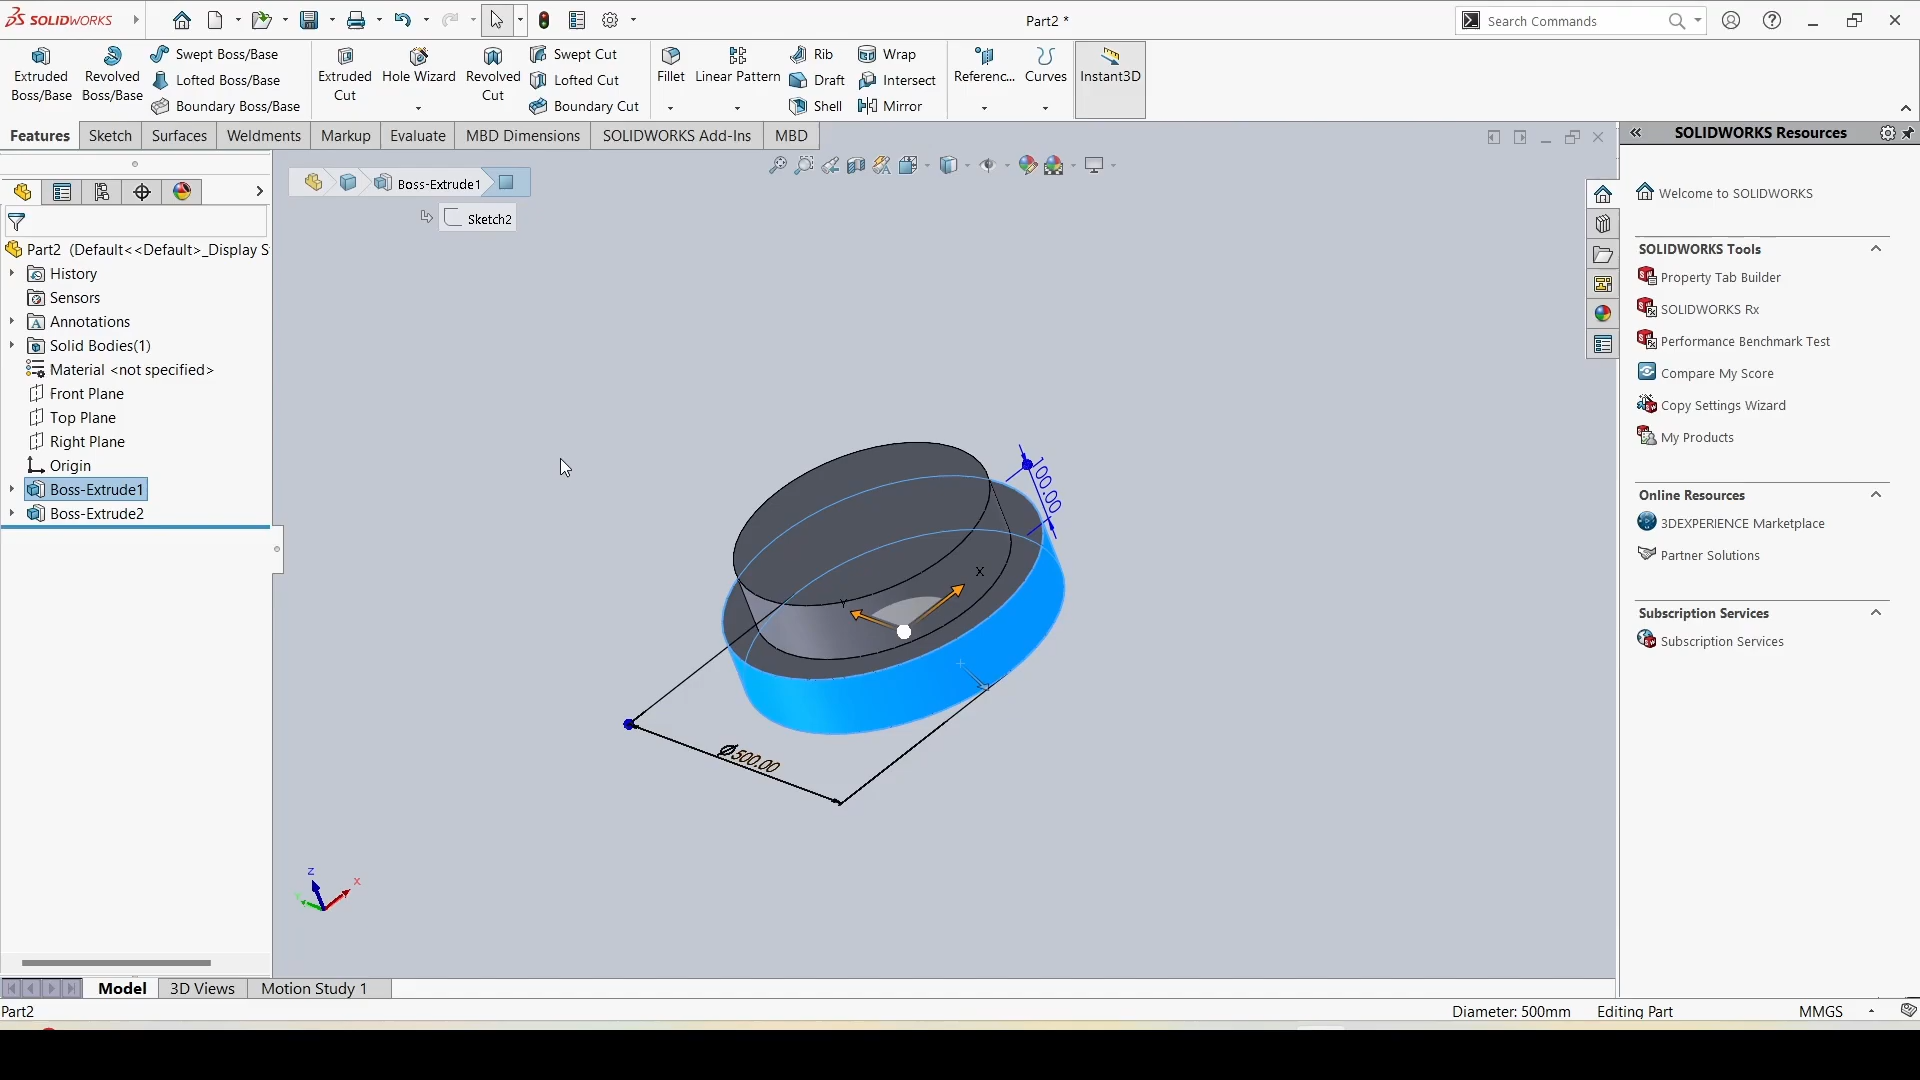 SOLIDWORKS
Part2 *
Search Commands
Extruded Boss/Base
Revolved Boss/Base
Swept Boss/Base
Lofted Boss/Base
Boundary Boss/Base
Extruded Cut
Hole Wizard
Revolved Cut
Swept Cut
Lofted Cut
Boundary Cut
Fillet
Linear Pattern
Rib
Draft
Shell
Wrap
Intersect
Mirror
Referenc...
Curves
Instant3D
Features
Sketch
Surfaces
Weldments
Markup
Evaluate
MBD Dimensions
SOLIDWORKS Add-Ins
MBD
Part2 (Default<<Default>_Display S
History
Sensors
Annotations
Solid Bodies(1)
Material <not specified>
Front Plane
Top Plane
Right Plane
Origin
Boss-Extrude1
Boss-Extrude2
Boss-Extrude1
Sketch2
100.00
X
Y
Ø500.00
Z
X
SOLIDWORKS Resources
Welcome to SOLIDWORKS
SOLIDWORKS Tools
Property Tab Builder
SOLIDWORKS Rx
Performance Benchmark Test
Compare My Score
Copy Settings Wizard
My Products
Online Resources
3DEXPERIENCE Marketplace
Partner Solutions
Subscription Services
Subscription Services
Model
3D Views
Motion Study 1
Part2
Diameter: 500mm
Editing Part
MMGS